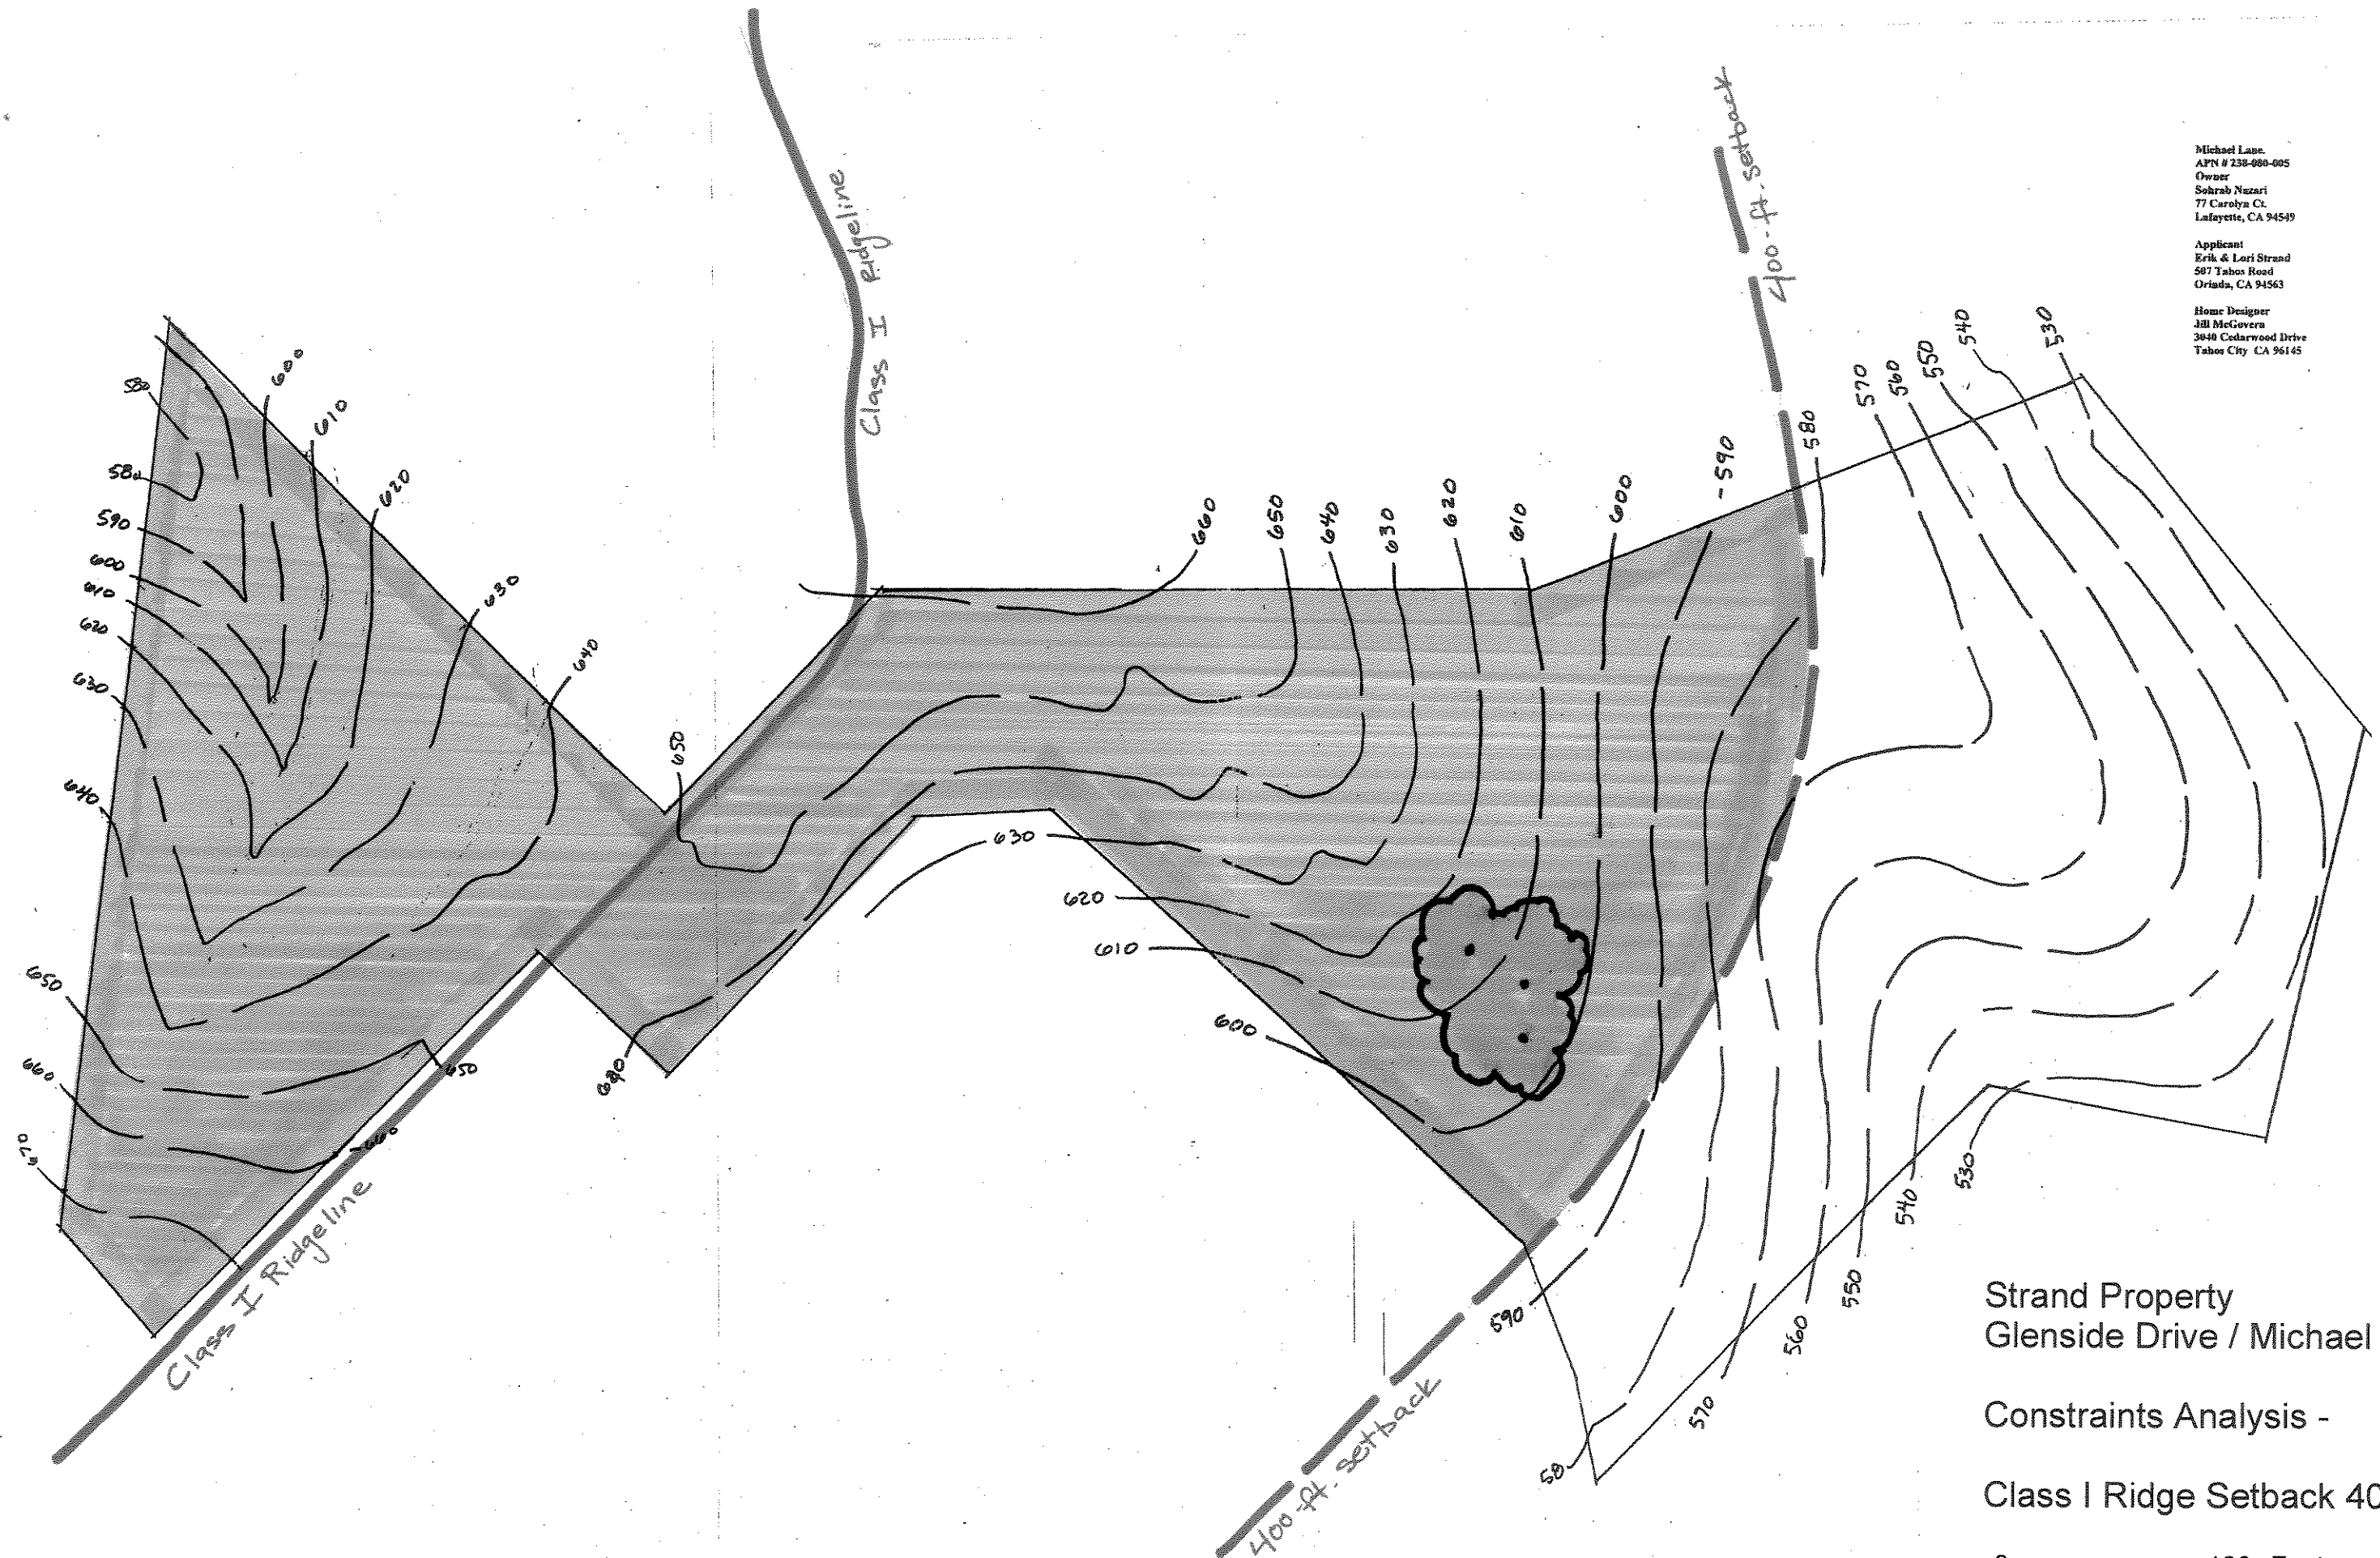 400-ft. setback
Class I Ridgeline
Michael Lane.
APN # 238-080-005
Owner
Sohrab Nazari
77 Carolyn Ct.
Lafayette, CA 94549
Applicant
Erik & Lori Strand
507 Tahos Road
Orinda, CA 94563
Home Designer
Jill McGovern
3040 Cedarwood Drive
Tahoe City CA 96145
530
540
550
560
570
580
590
600
610
620
630
640
650
660
600
610
620
630
640
580
580
590
600
610
620
630
640
650
660
670
650
630
620
610
600
650
660
Class I Ridgeline
590
58
570
560
550
540
530
400-ft. setback
Strand Property
Glenside Drive / Michael
Constraints Analysis -
Class I Ridge Setback 40